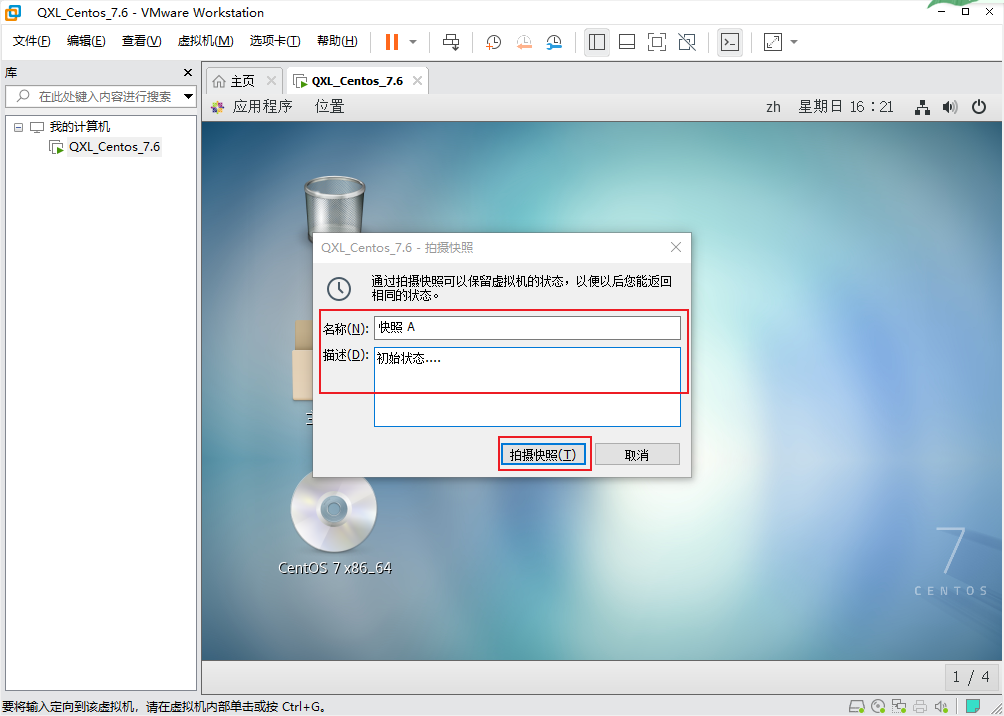 QXL_Centos_7.6 - VMware Workstation
文件(F) 编辑(E) 查看(V) 虚拟机(M) 选项卡(T) 帮助(H)
库
在此处键入内容进行搜索
我的计算机
QXL_Centos_7.6
主页 QXL_Centos_7.6
应用程序 位置 zh 星期日 16：21
QXL_Centos_7.6 - 拍摄快照
通过拍摄快照可以保留虚拟机的状态，以便以后您能返回
相同的状态。
名称(N): 快照 A
描述(D): 初始状态....
拍摄快照(T) 取消
CentOS 7 x86_64
7
CENTOS
1 / 4
要将输入定向到该虚拟机，请在虚拟机内部单击或按 Ctrl+G。